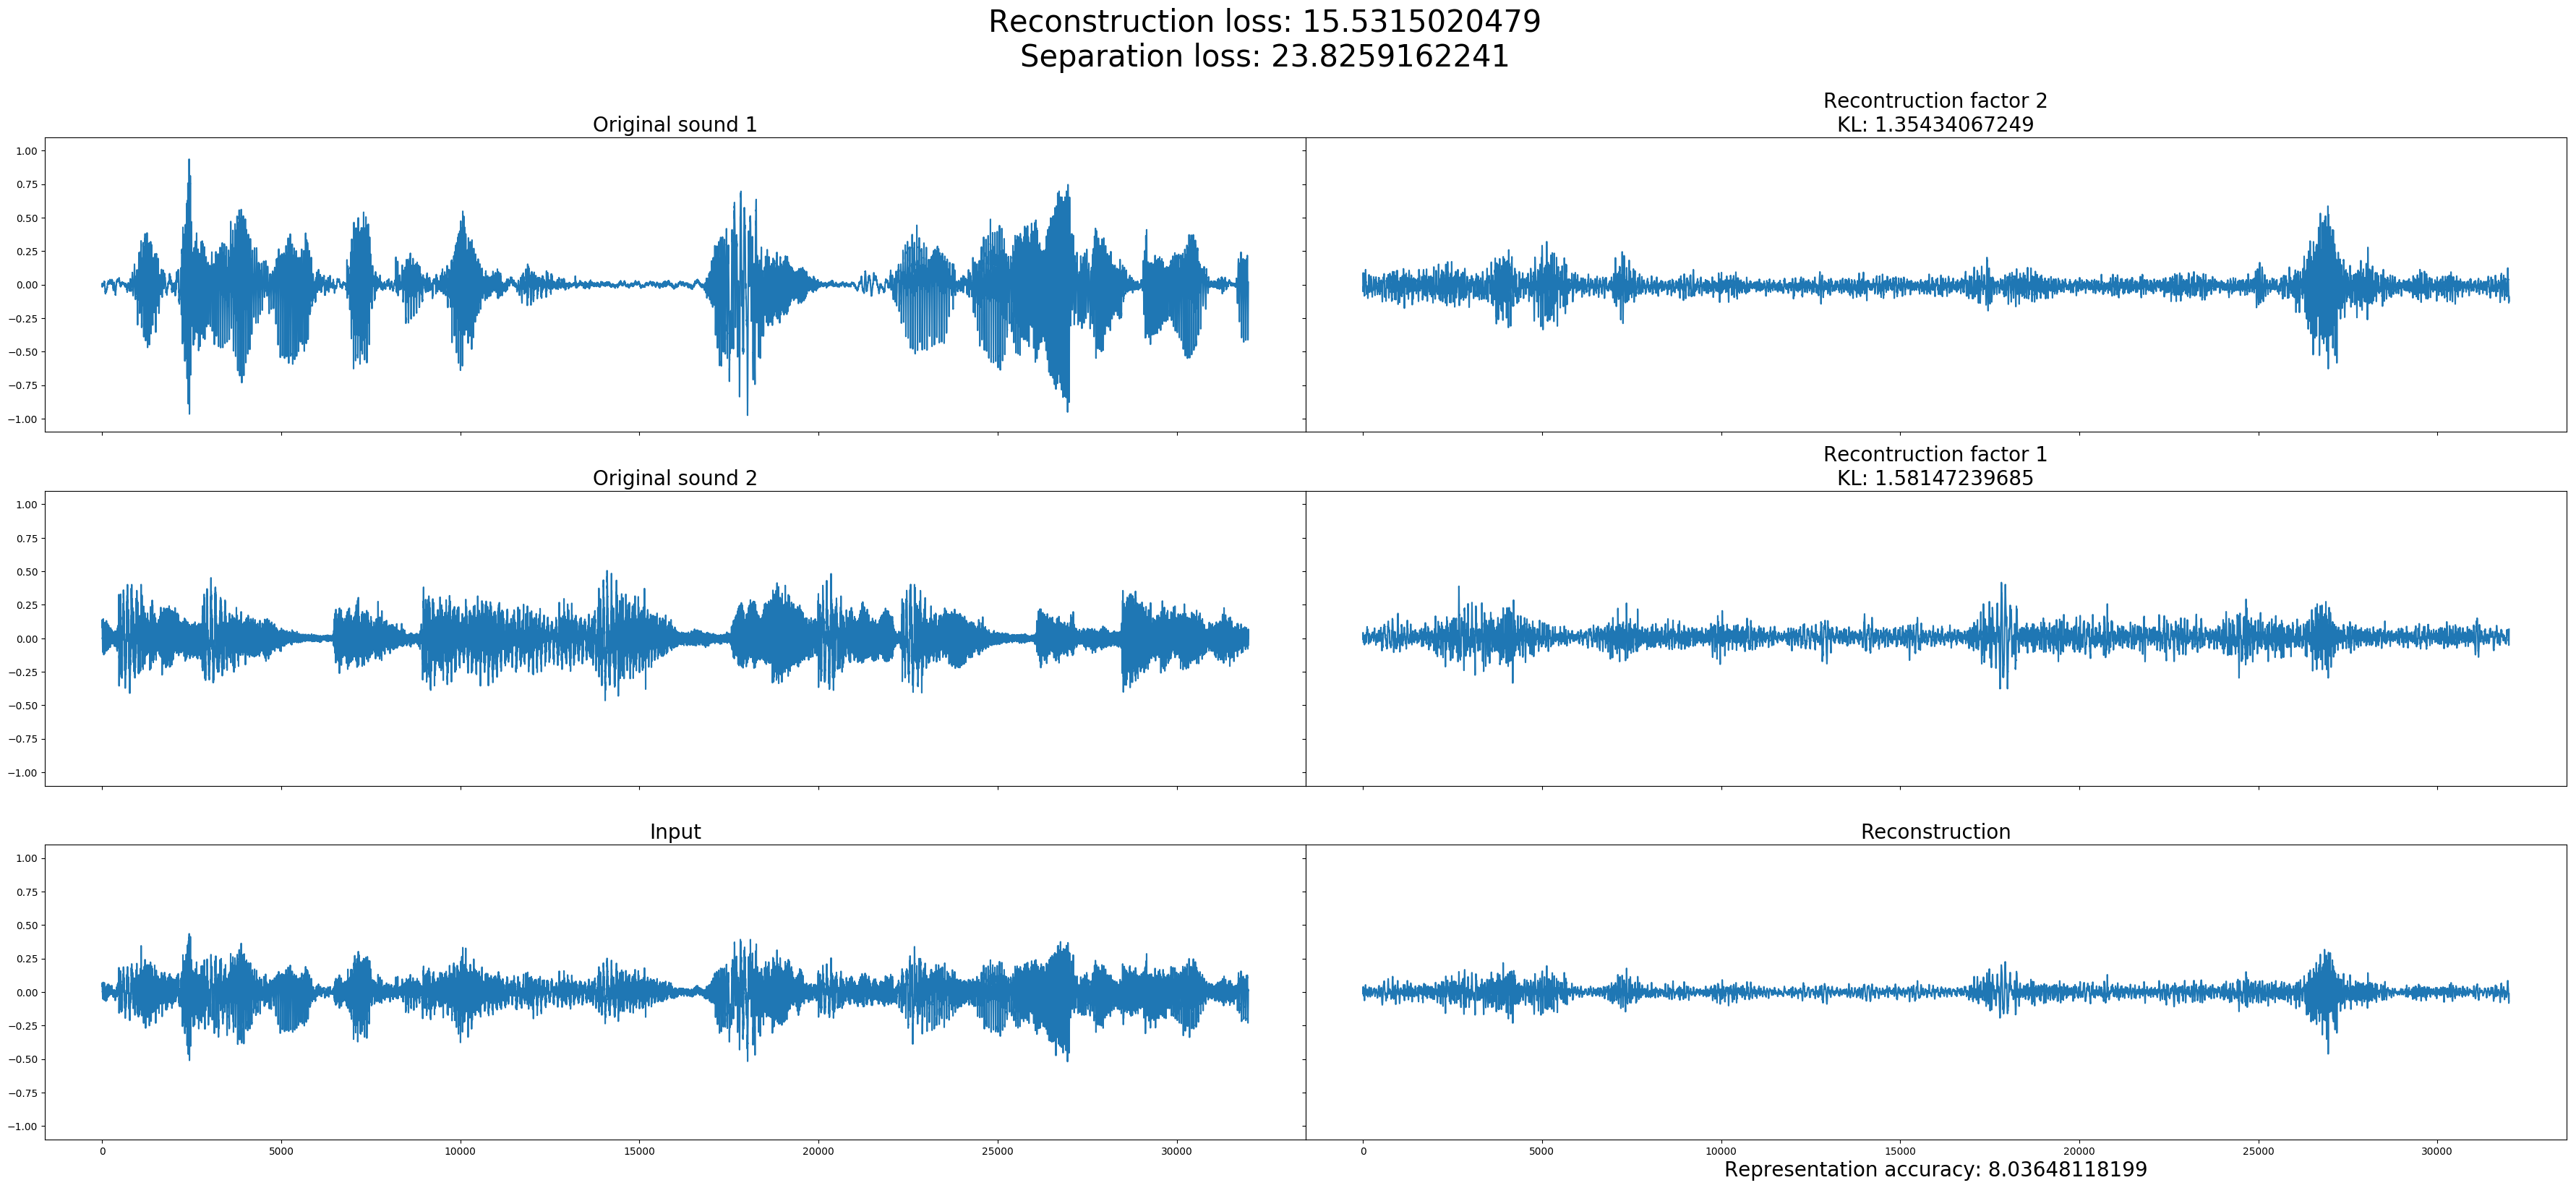 Reconstruction loss: 15.5315020479
Separation loss: 23.8259162241
Original sound 1
1.00
0.75
0.50
0.25
0.00
−0.25
−0.50
−0.75
−1.00
Recontruction factor 2
KL: 1.35434067249
Original sound 2
1.00
0.75
0.50
0.25
0.00
−0.25
−0.50
−0.75
−1.00
Recontruction factor 1
KL: 1.58147239685
Input
1.00
0.75
0.50
0.25
0.00
−0.25
−0.50
−0.75
−1.00
0 5000 10000 15000 20000 25000 30000
Reconstruction
0 5000 10000 15000 20000 25000 30000
Representation accuracy: 8.03648118199